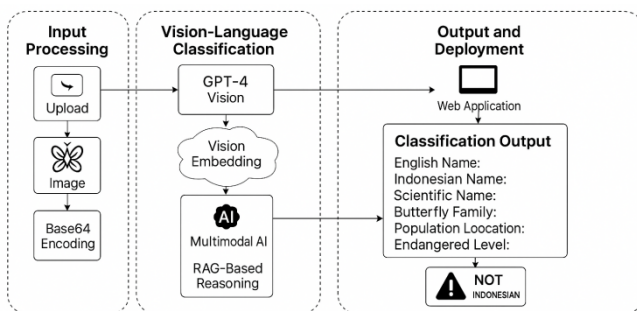 Input
Processing
Upload
Image
Base64
Encoding
Vision-Language
Classification
GPT-4
Vision
Vision
Embedding
AI
Multimodal AI
RAG-Based
Reasoning
Output and
Deployment
Web Application
Classification Output
English Name:
Indonesian Name:
Scientific Name:
Butterfly Family:
Population Loocation:
Endangered Level:
NOT
INDONESIAN